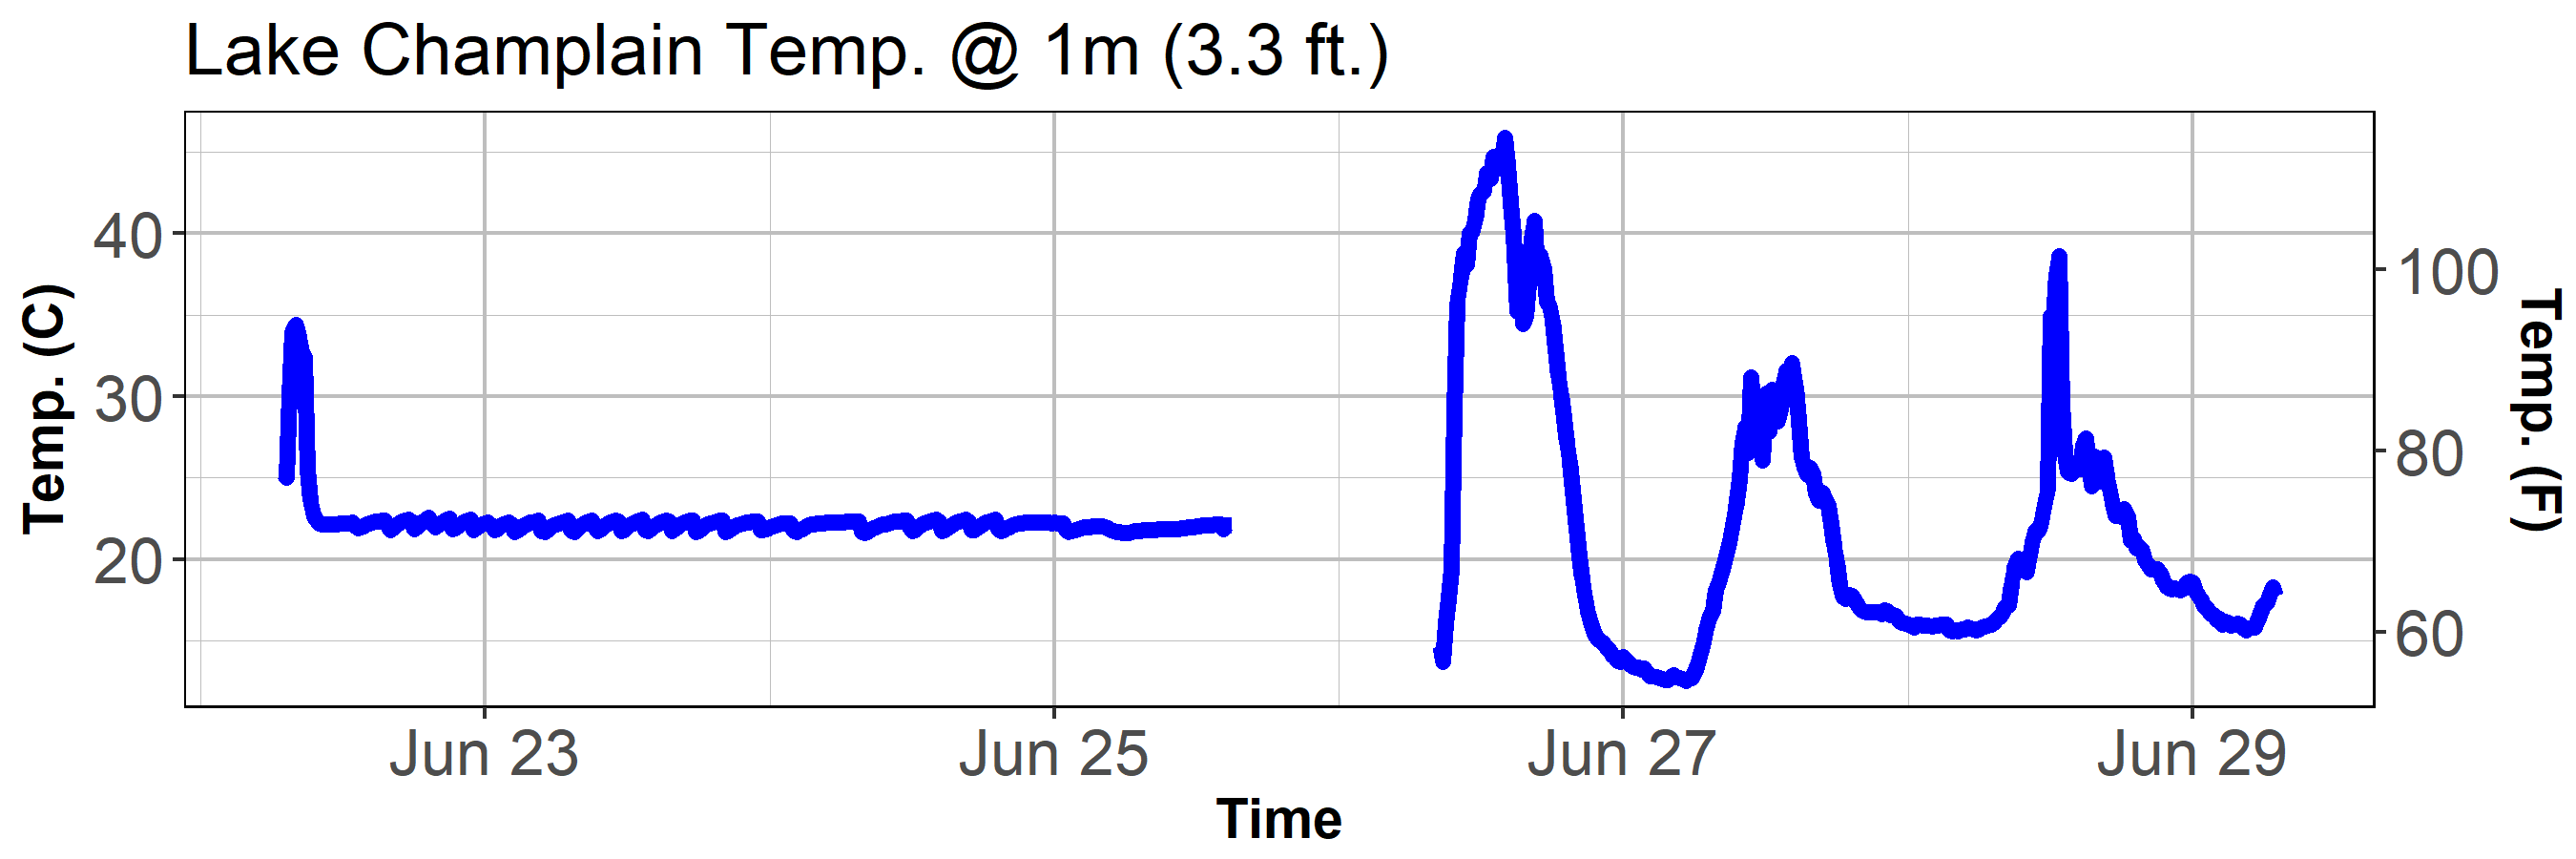 Lake Champlain Temp. @ 1m (3.3 ft.)
Temp. (C)
40
30
20
100
80
60
Temp. (F)
Jun 23
Jun 25
Jun 27
Jun 29
Time